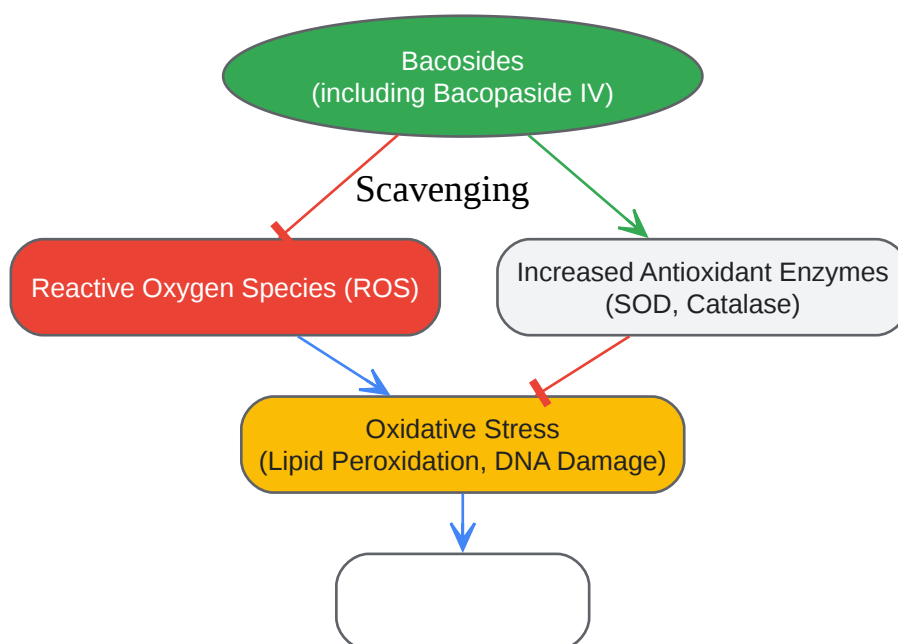 Bacosides
(including Bacopaside IV)
Scavenging
Reactive Oxygen Species (ROS)
Increased Antioxidant Enzymes
(SOD, Catalase)
Oxidative Stress
(Lipid Peroxidation, DNA Damage)